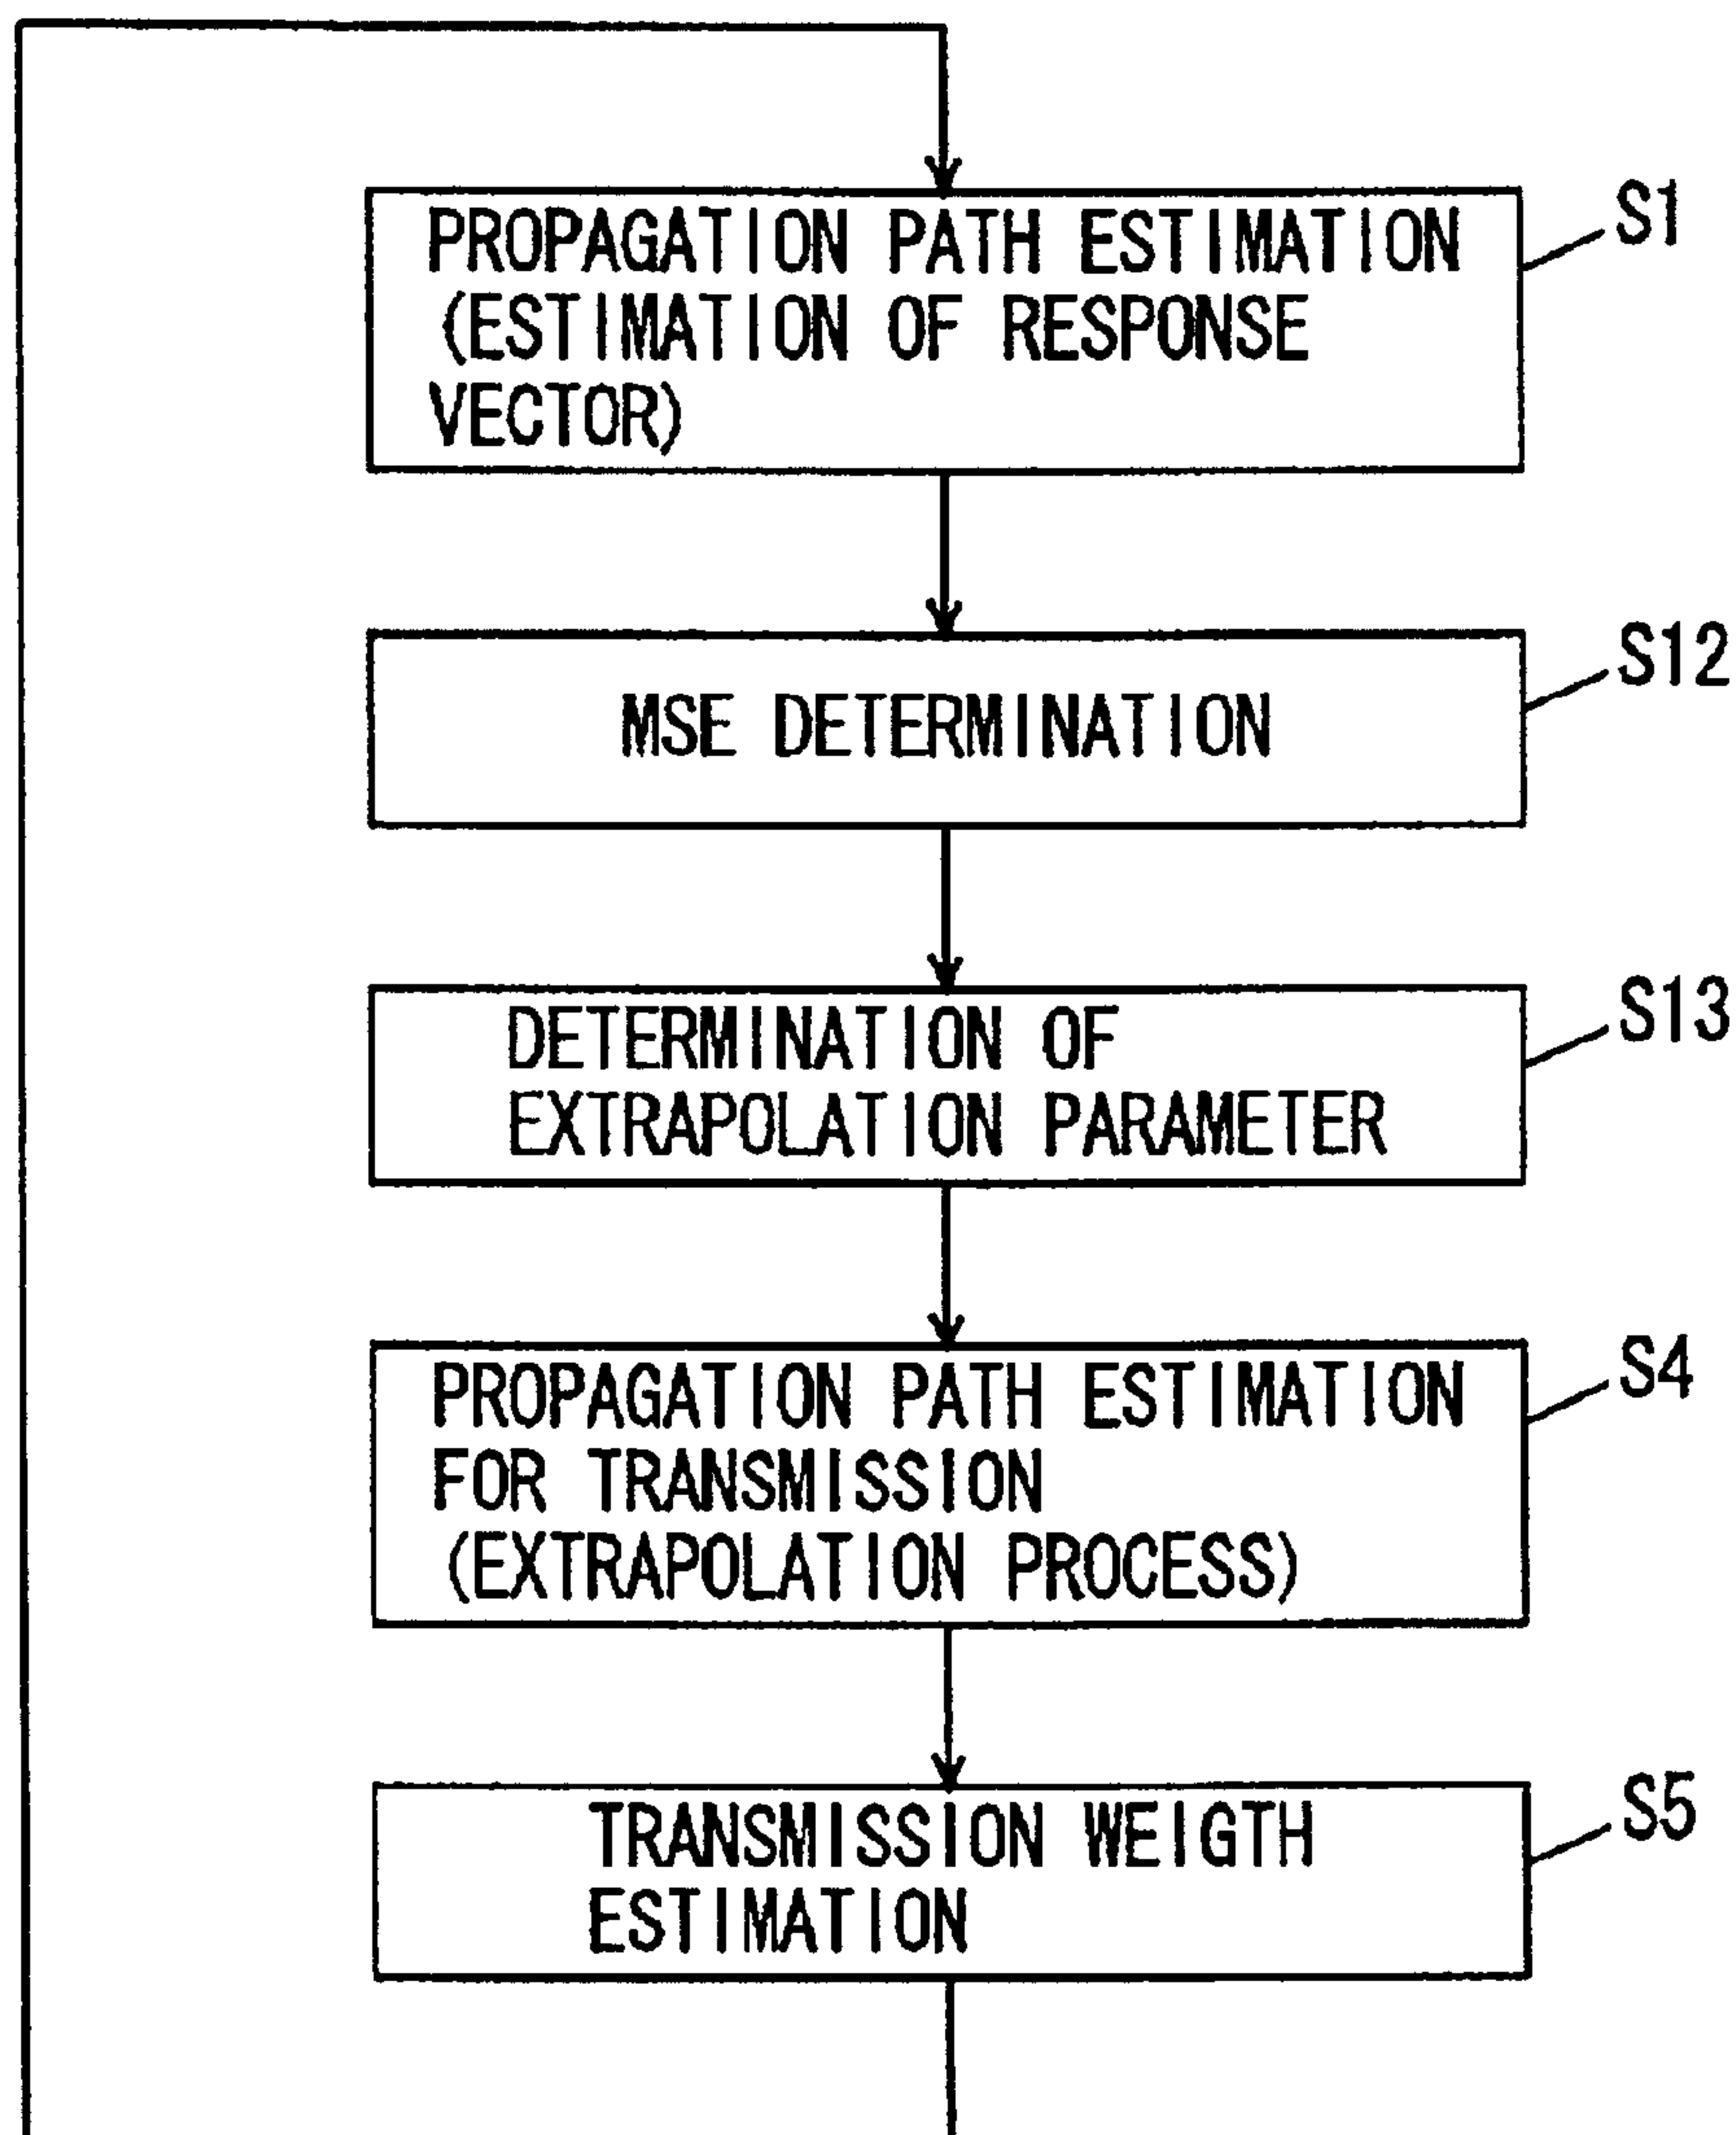 PROPAGATION PATH ESTIMATION
(ESTIMATION OF RESPONSE
VECTOR)
S1
MSE DETERMINATION
S12
DETERMINATION OF
EXTRAPOLATION PARAMETER
S13
PROPAGATION PATH ESTIMATION
FOR TRANSMISSION
(EXTRAPOLATION PROCESS)
S4
TRANSMISSION WEIGTH
ESTIMATION
S5